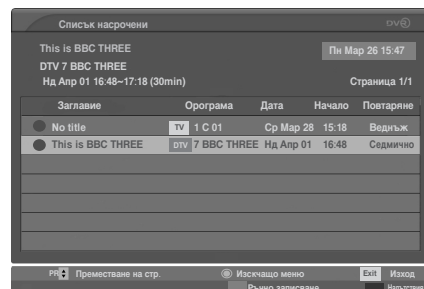 Списък насрочени DVD
This is BBC THREE Пн Мар 26 15:47
DTV 7 BBC THREE
Нд Апр 01 16:48~17:18 (30min) Страница 1/1
Заглавие Орограма Дата Начало Повтаряне
No title TV 1 C 01 Ср Мар 28 15:18 Веднъж
This is BBC THREE DTV 7 BBC THREE Нд Апр 01 16:48 Седмично
PR Преместване на стр. Изскчащо меню Exit Изход
Ръчно записване Напътствия